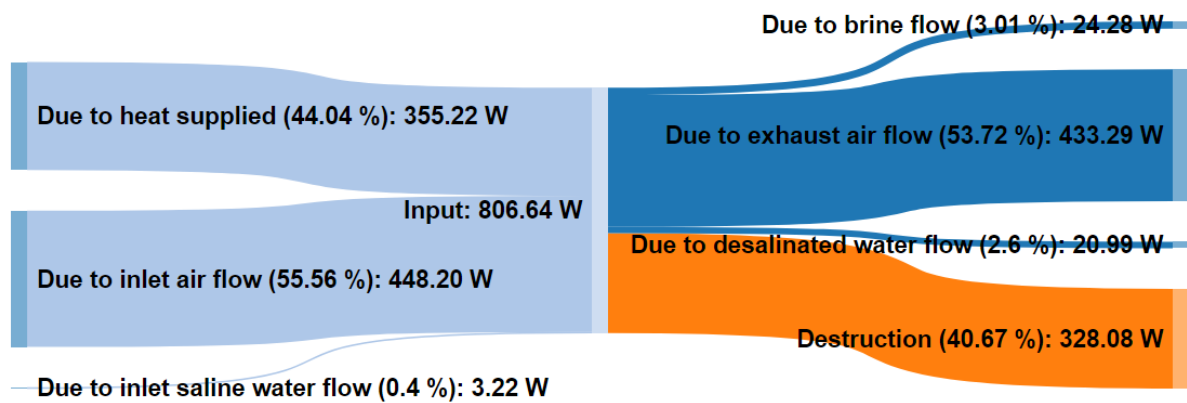 Due to brine flow (3.01 %): 24.28 W
Due to heat supplied (44.04 %): 355.22 W
Due to exhaust air flow (53.72 %): 433.29 W
Input: 806.64 W
Due to desalinated water flow (2.6 %): 20.99 W
Due to inlet air flow (55.56 %): 448.20 W
Destruction (40.67 %): 328.08 W
Due to inlet saline water flow (0.4 %): 3.22 W